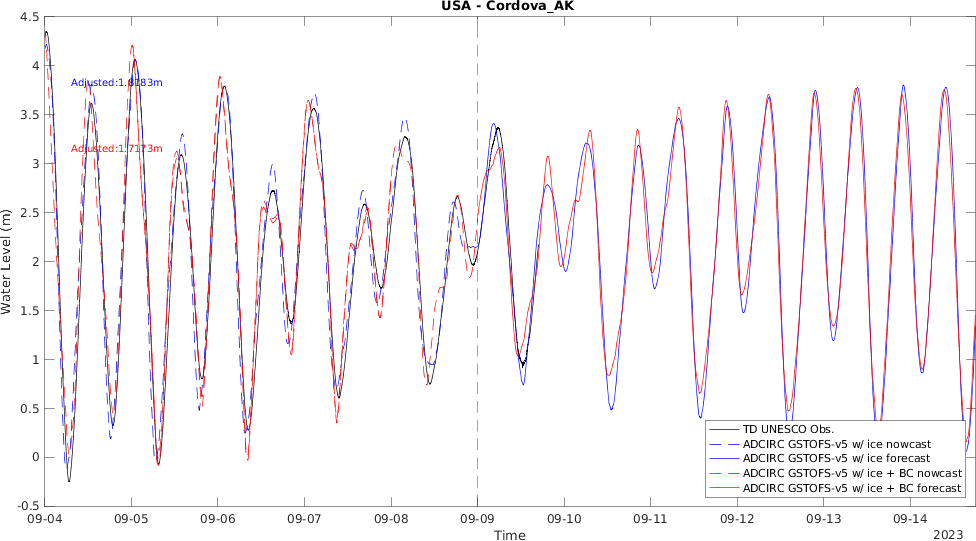 USA - Cordova_AK
4.5
4
3.5
3
2.5
2
1.5
1
0.5
0
-0.5
Water Level (m)
Adjusted:1.8183m
Adjusted:1.7173m
TD UNESCO Obs.
ADCIRC GSTOFS-v5 w/ ice nowcast
ADCIRC GSTOFS-v5 w/ ice forecast
ADCIRC GSTOFS-v5 w/ ice + BC nowcast
ADCIRC GSTOFS-v5 w/ ice + BC forecast
09-04 09-05 09-06 09-07 09-08 09-09 09-10 09-11 09-12 09-13 09-14
Time
2023